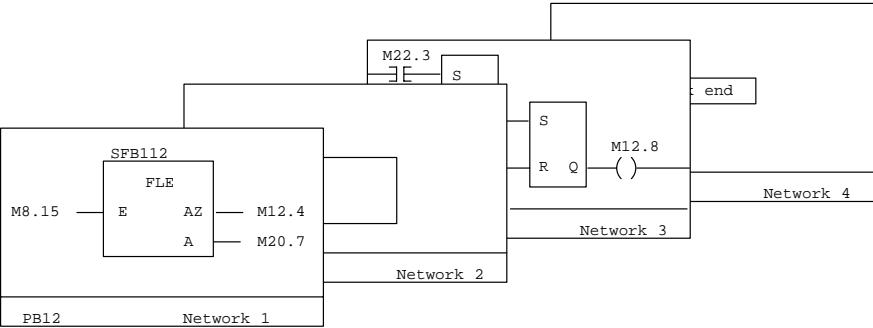 M22.3
S
end
S
M12.8
R Q
SFB112
FLE
M8.15 E AZ M12.4
A M20.7
Network 4
Network 3
Network 2
PB12 Network 1